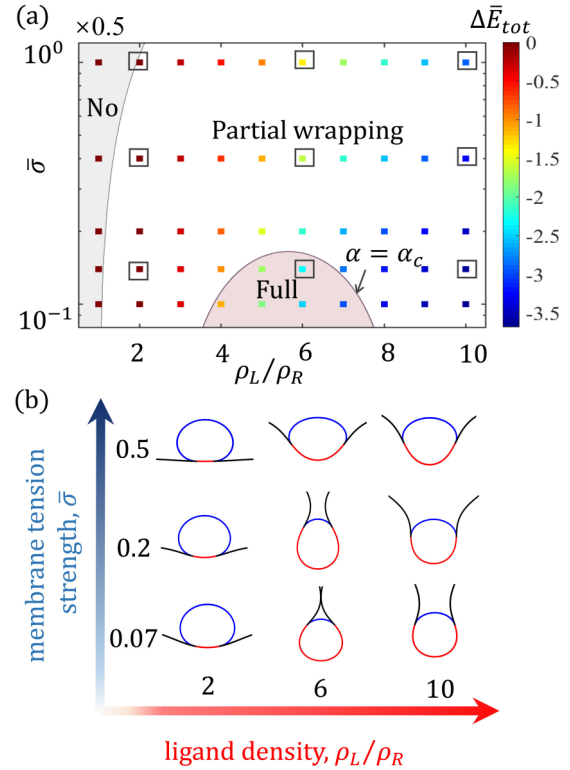 (a)
×0.5
ΔĒ_tot
10⁰
σ̄
10⁻¹
No
Partial wrapping
α = α_c
Full
2 4 6 8 10
ρ_L/ρ_R
0
-0.5
-1
-1.5
-2
-2.5
-3
-3.5
(b)
membrane tension
strength, σ̄
0.5
0.2
0.07
2 6 10
ligand density, ρ_L/ρ_R